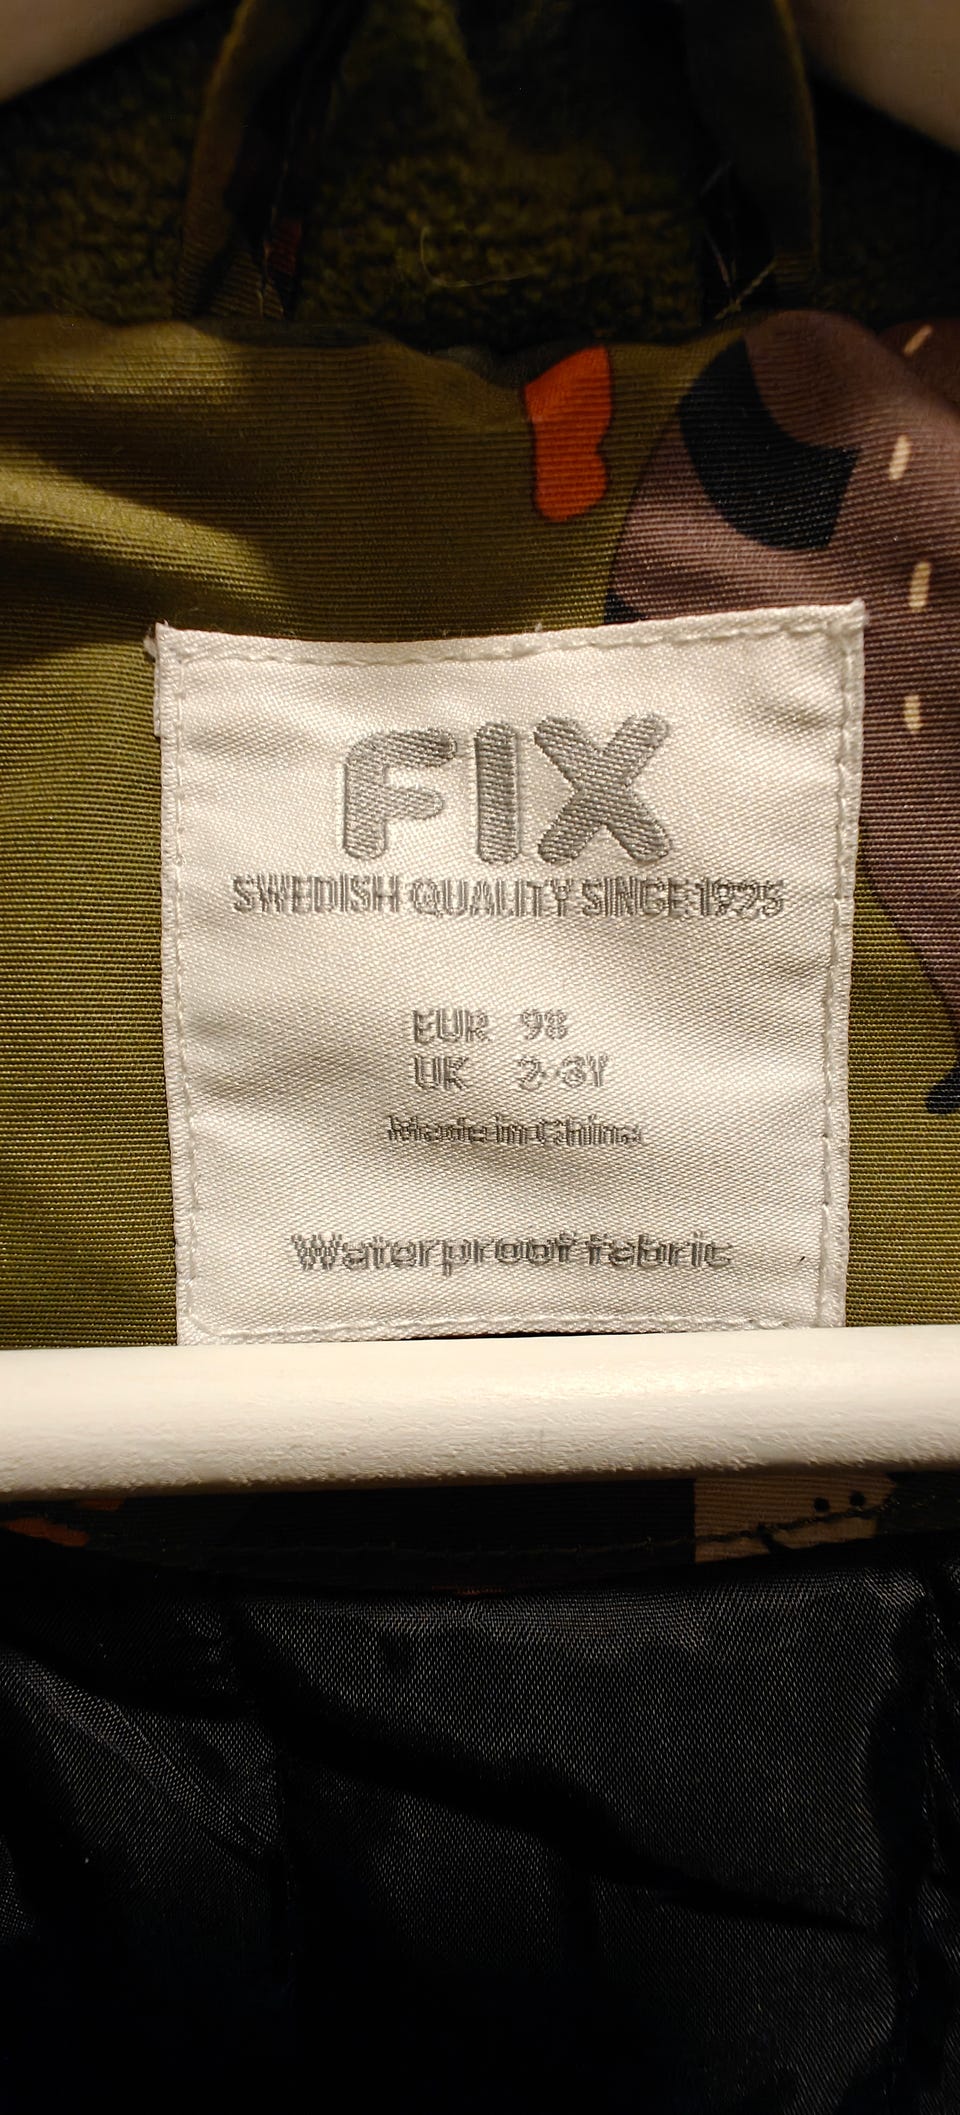 FIX
SWEDISH QUALITY SINCE 1925
EUR 98
UK 2-3Y
Made in China
Waterproof fabric